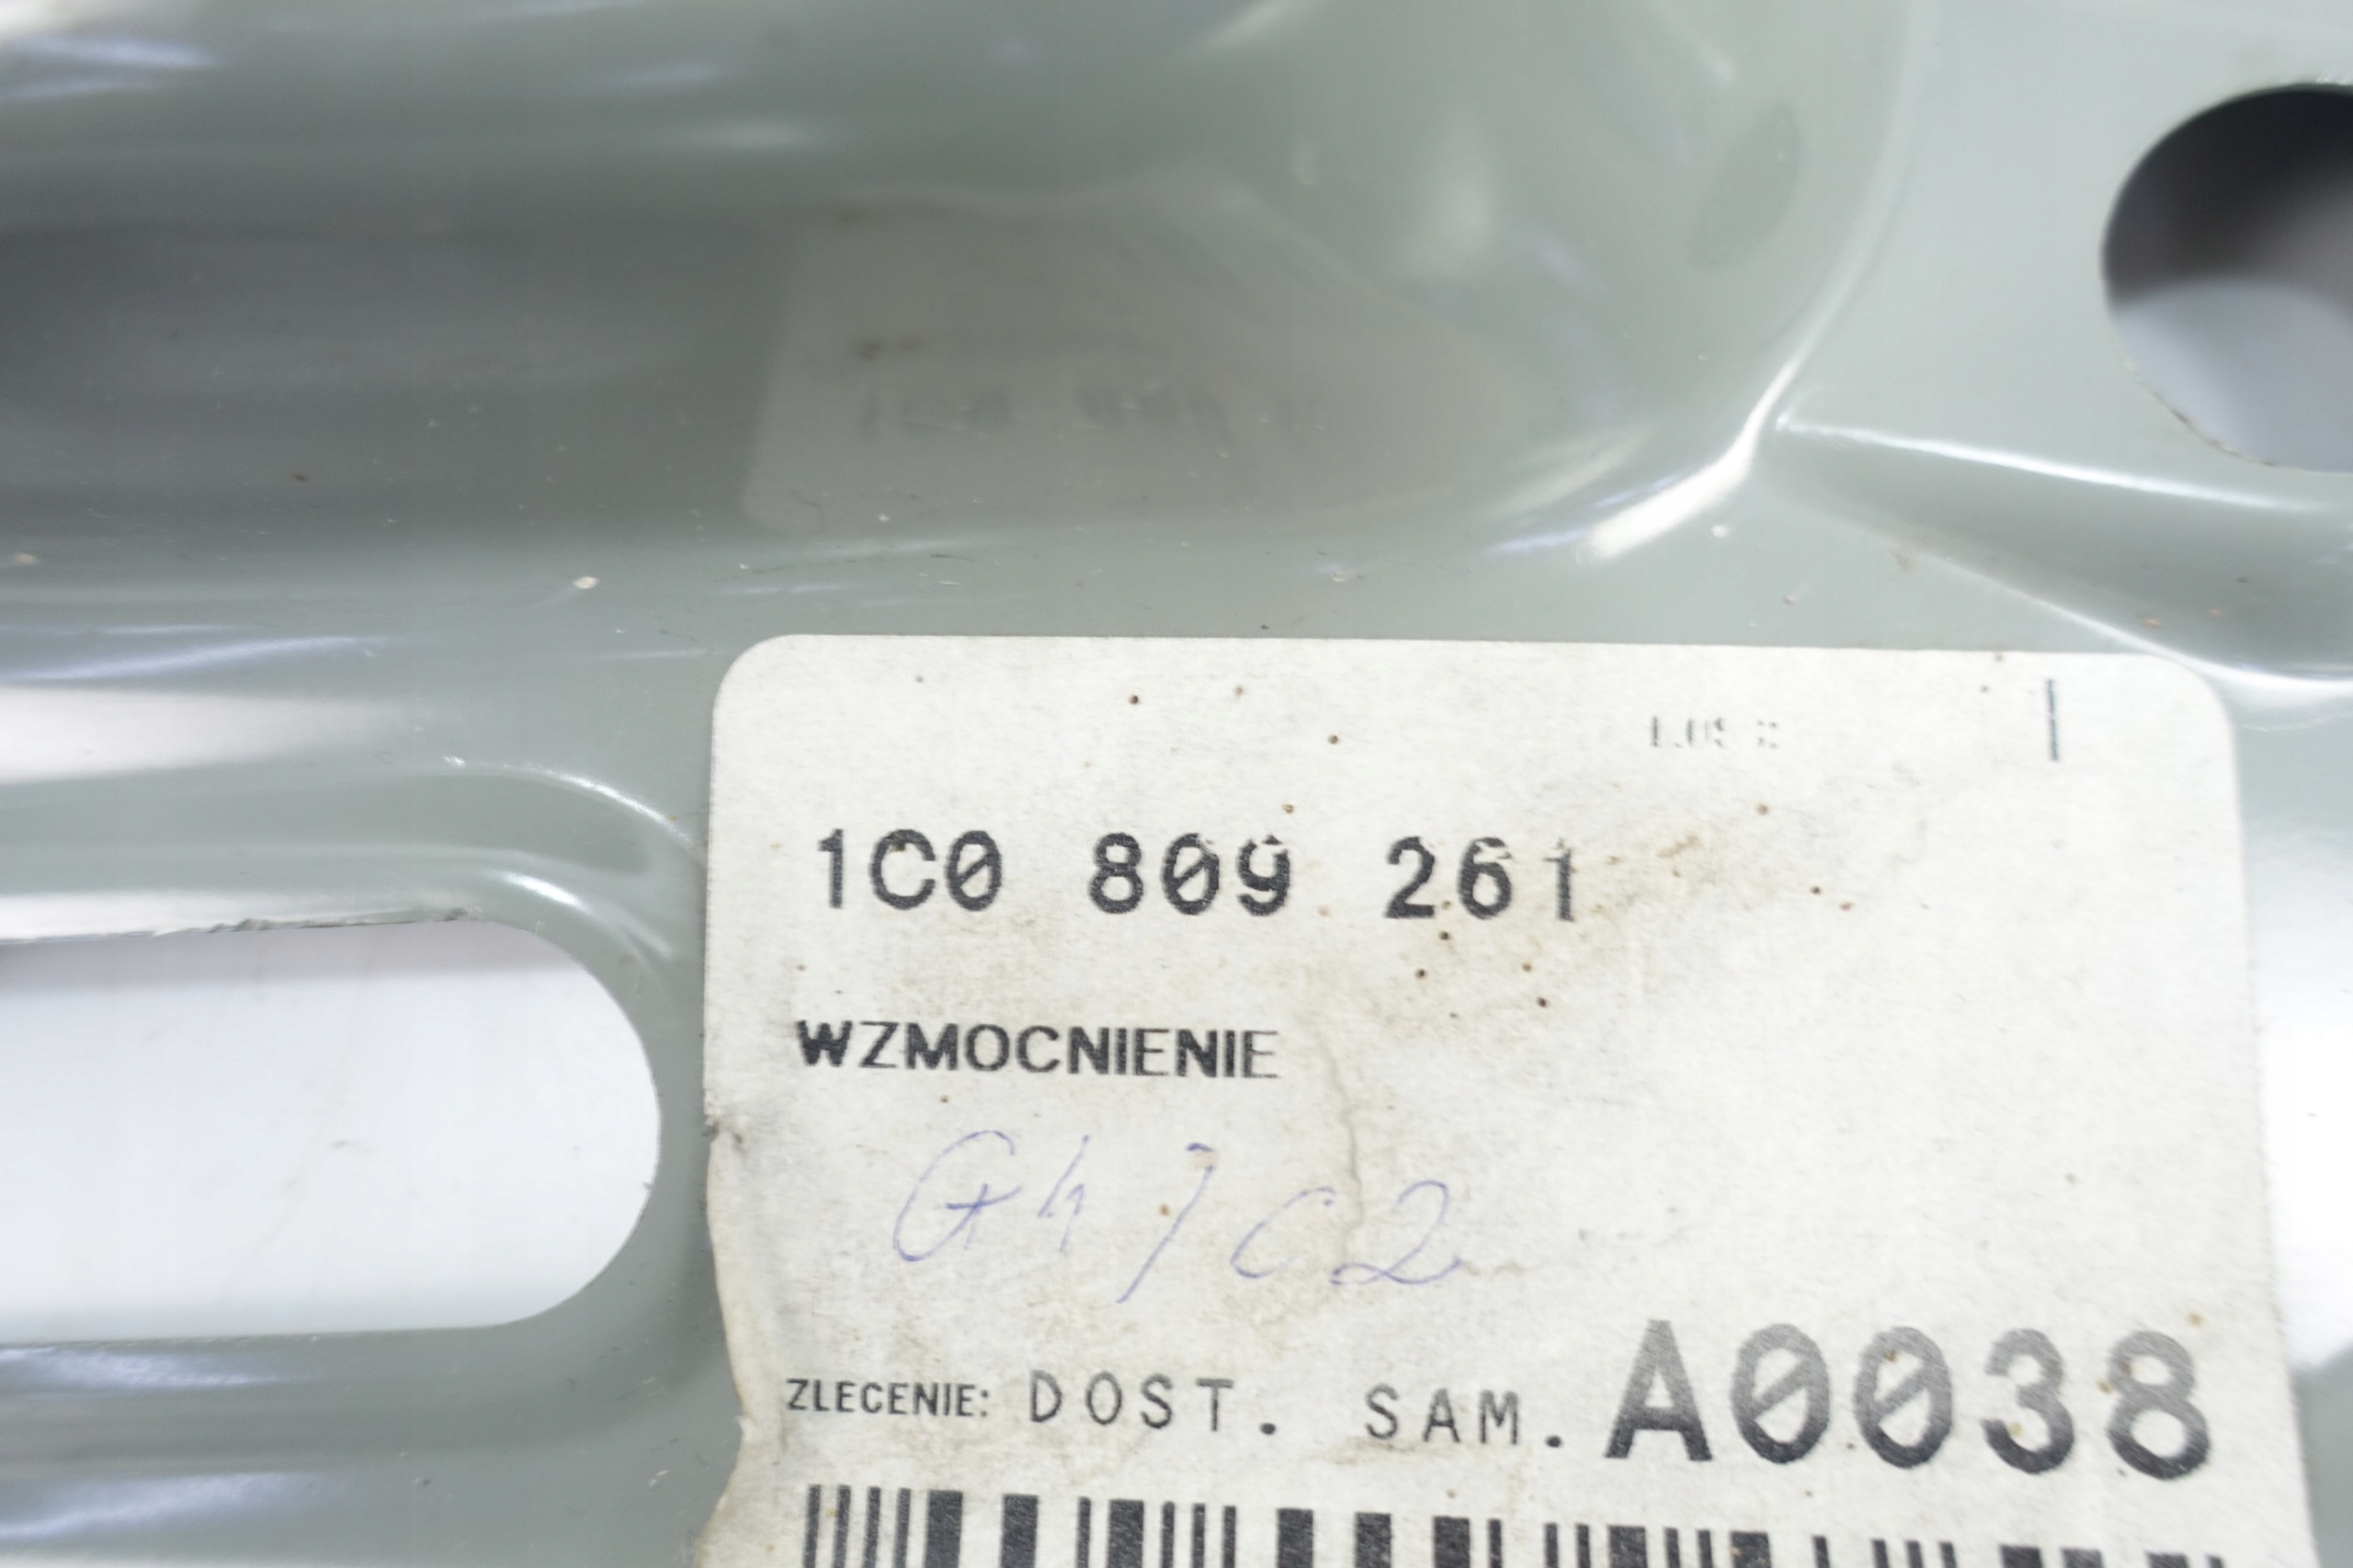 1C0 809 261
WZMOCNIENIE
ZLECENIE: DOST. SAM. A0038